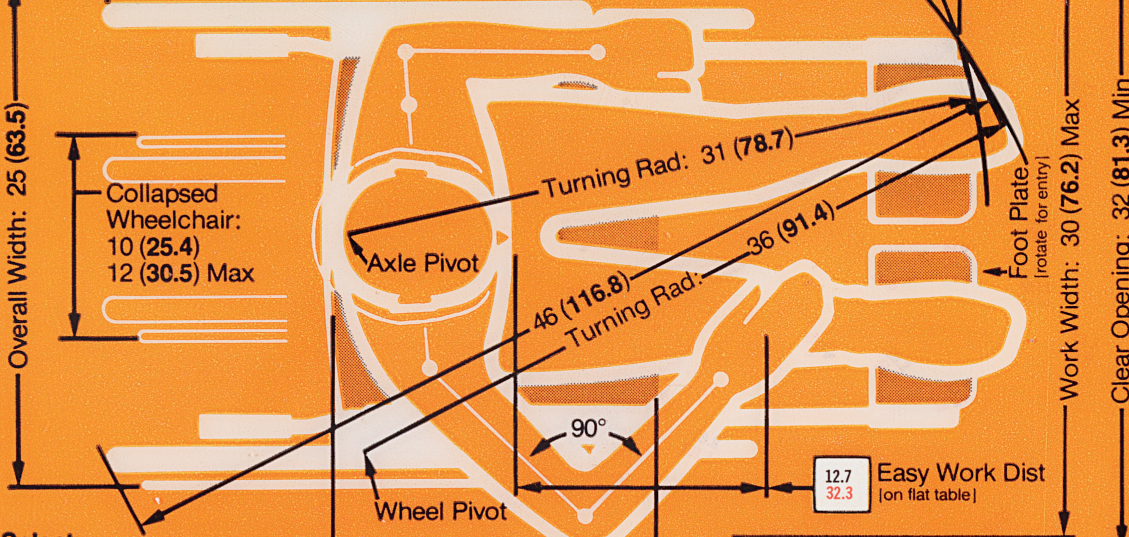 Overall Width: 25 (63.5)
Collapsed
Wheelchair:
10 (25.4)
12 (30.5) Max
Turning Rad: 31 (78.7)
Axle Pivot
46 (116.8)
Turning Rad: 36 (91.4)
90°
Wheel Pivot
12.7
32.3
Easy Work Dist
[on flat table]
Foot Plate
[rotate for entry]
Work Width: 30 (76.2) Max
Clear Opening: 32 (81.3) Min